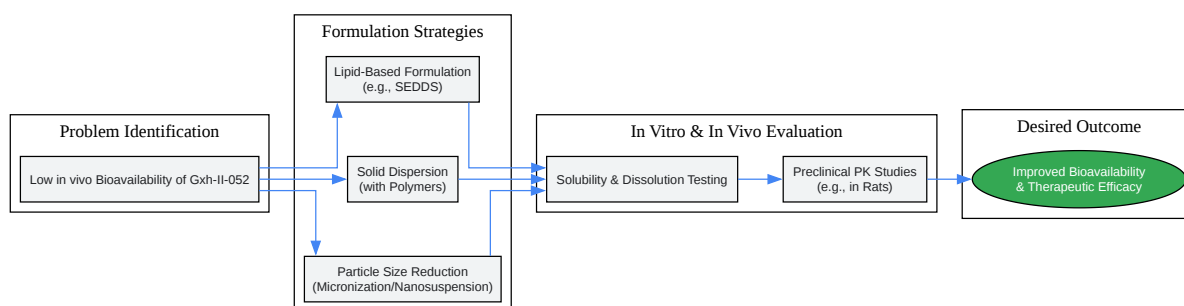 Problem Identification
Low in vivo Bioavailability of Gxh-II-052
Formulation Strategies
Lipid-Based Formulation
(e.g., SEDDS)
Solid Dispersion
(with Polymers)
Particle Size Reduction
(Micronization/Nanosuspension)
In Vitro & In Vivo Evaluation
Solubility & Dissolution Testing
Preclinical PK Studies
(e.g., in Rats)
Desired Outcome
Improved Bioavailability
& Therapeutic Efficacy